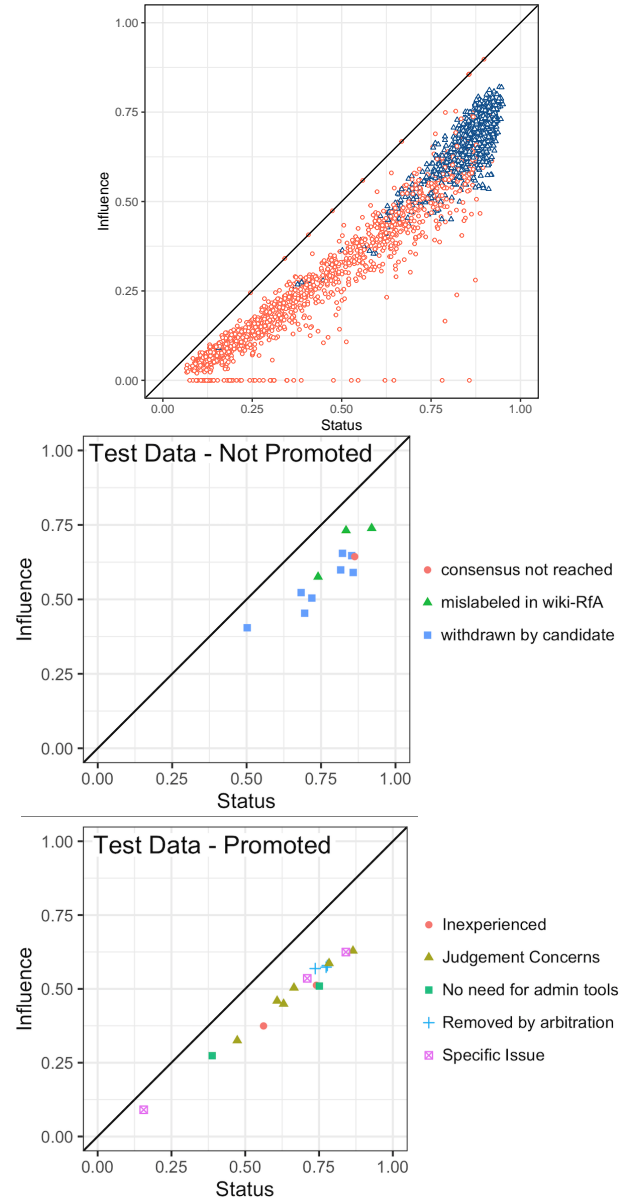 1.00
0.75
0.50
0.25
0.00
Influence
0.00 0.25 0.50 0.75 1.00
Status
Test Data - Not Promoted
1.00
0.75
0.50
0.25
0.00
Influence
0.00 0.25 0.50 0.75 1.00
Status
consensus not reached
mislabeled in wiki-RfA
withdrawn by candidate
Test Data - Promoted
1.00
0.75
0.50
0.25
0.00
Influence
0.00 0.25 0.50 0.75 1.00
Status
Inexperienced
Judgement Concerns
No need for admin tools
Removed by arbitration
Specific Issue